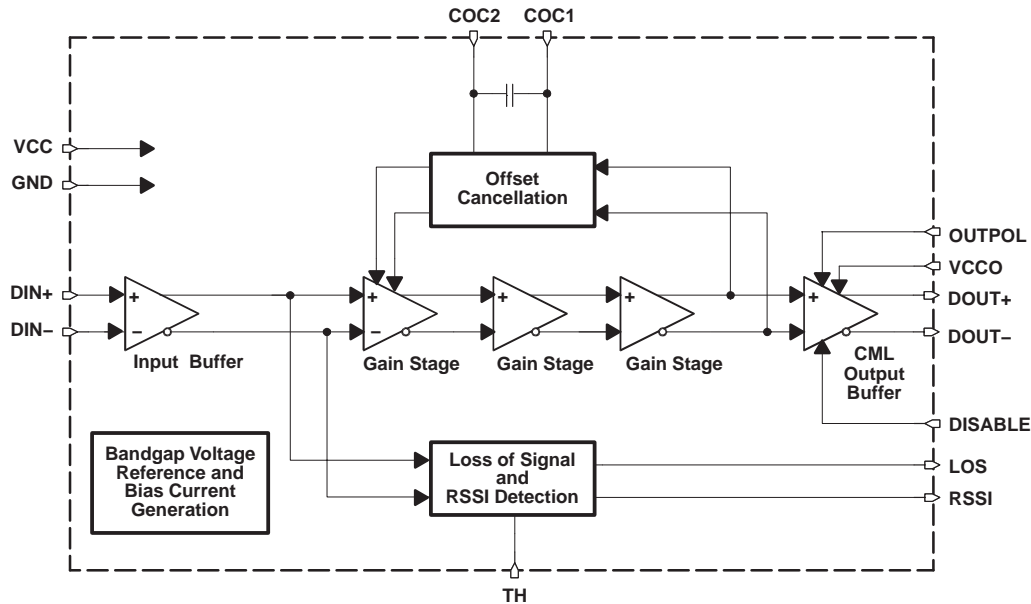 COC2 COC1
VCC
GND
Offset
Cancellation
OUTPOL
VCCO
DIN+
DIN−
+
−
+
−
+
+
+
DOUT+
DOUT−
Input Buffer
Gain Stage
Gain Stage
Gain Stage
CML
Output
Buffer
DISABLE
Bandgap Voltage
Reference and
Bias Current
Generation
Loss of Signal
and
RSSI Detection
LOS
RSSI
TH